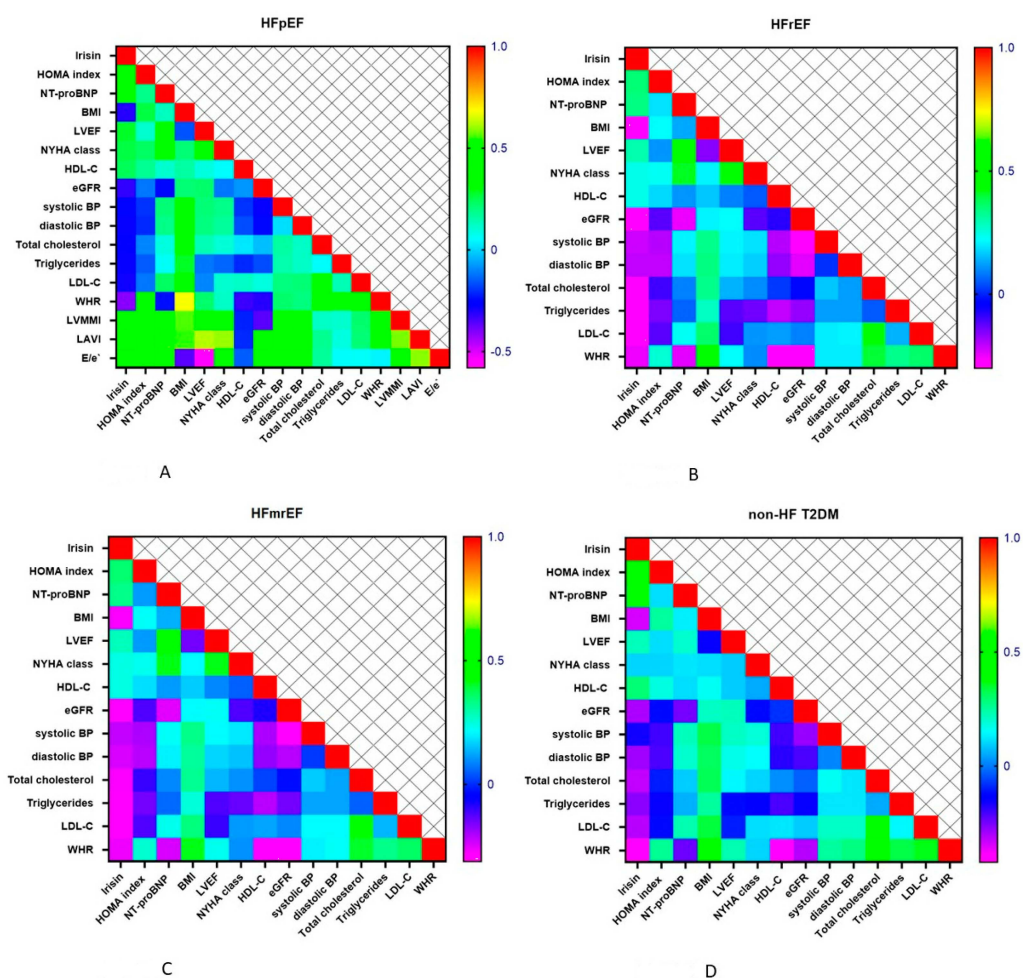 HFpEF
Irisin
HOMA index
NT-proBNP
BMI
LVEF
NYHA class
HDL-C
eGFR
systolic BP
diastolic BP
Total cholesterol
Triglycerides
LDL-C
WHR
LVMMI
LAVI
E/e`
1.0
0.5
0
-0.5
Irisin
HOMA index
NT-proBNP
BMI
LVEF
NYHA class
HDL-C
eGFR
systolic BP
diastolic BP
Total cholesterol
Triglycerides
LDL-C
WHR
LVMMI
LAVI
E/e`
A
HFrEF
Irisin
HOMA index
NT-proBNP
BMI
LVEF
NYHA class
HDL-C
eGFR
systolic BP
diastolic BP
Total cholesterol
Triglycerides
LDL-C
WHR
1.0
0.5
0
Irisin
HOMA index
NT-proBNP
BMI
LVEF
NYHA class
HDL-C
eGFR
systolic BP
diastolic BP
Total cholesterol
Triglycerides
LDL-C
WHR
B
HFmrEF
Irisin
HOMA index
NT-proBNP
BMI
LVEF
NYHA class
HDL-C
eGFR
systolic BP
diastolic BP
Total cholesterol
Triglycerides
LDL-C
WHR
1.0
0.5
0
Irisin
HOMA index
NT-proBNP
BMI
LVEF
NYHA class
HDL-C
eGFR
systolic BP
diastolic BP
Total cholesterol
Triglycerides
LDL-C
WHR
C
non-HF T2DM
Irisin
HOMA index
NT-proBNP
BMI
LVEF
NYHA class
HDL-C
eGFR
systolic BP
diastolic BP
Total cholesterol
Triglycerides
LDL-C
WHR
1.0
0.5
0
Irisin
HOMA index
NT-proBNP
BMI
LVEF
NYHA class
HDL-C
eGFR
systolic BP
diastolic BP
Total cholesterol
Triglycerides
LDL-C
WHR
D